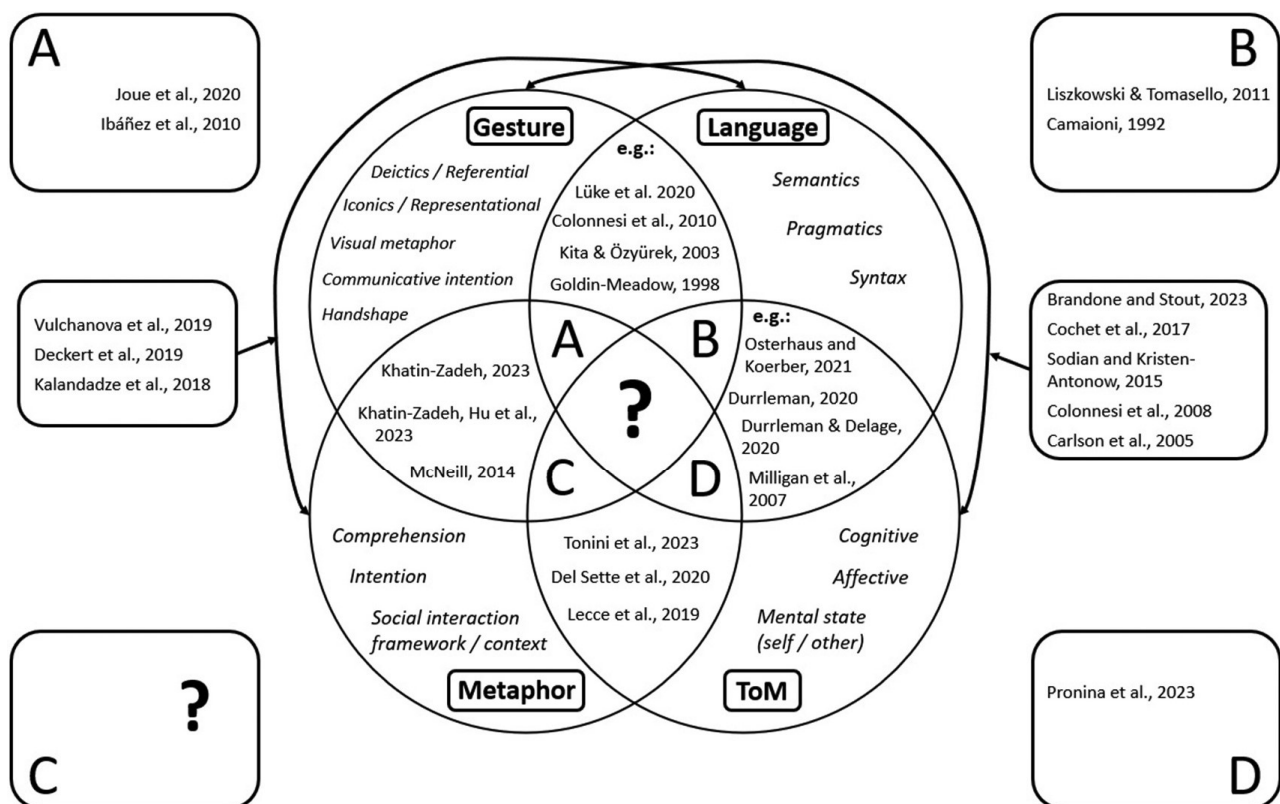 A
Joue et al., 2020
Ibáñez et al., 2010
B
Liszkowski & Tomasello, 2011
Camaioni, 1992
Gesture
Deictics / Referential
Iconics / Representational
Visual metaphor
Communicative intention
Handshape
e.g.:
Lüke et al. 2020
Colonnesi et al., 2010
Kita & Özyürek, 2003
Goldin-Meadow, 1998
Language
Semantics
Pragmatics
Syntax
Vulchanova et al., 2019
Deckert et al., 2019
Kalandadze et al., 2018
Khatin-Zadeh, 2023
Khatin-Zadeh, Hu et al.,
2023
McNeill, 2014
A
B
?
C
D
e.g.:
Osterhaus and
Koerber, 2021
Durrleman, 2020
Durrleman & Delage,
2020
Milligan et al.,
2007
Brandone and Stout, 2023
Cochet et al., 2017
Sodian and Kristen-
Antonow, 2015
Colonnesi et al., 2008
Carlson et al., 2005
Comprehension
Intention
Social interaction
framework / context
Metaphor
Tonini et al., 2023
Del Sette et al., 2020
Lecce et al., 2019
Cognitive
Affective
Mental state
(self / other)
ToM
?
C
Pronina et al., 2023
D